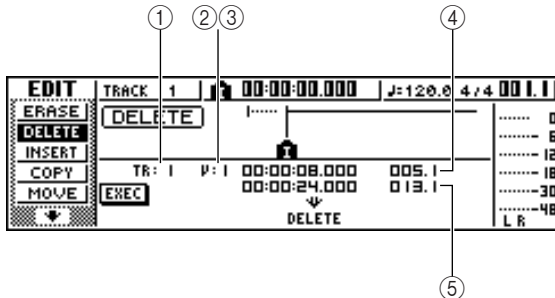 ① ② ③ ④
EDIT TRACK 1 00:00:00.000 ♩=120.0 4/4 001.1
ERASE DELETE 0
DELETE 6
INSERT 12
COPY TR: 1 V: 1 00:00:08.000 005.1 18
MOVE EXEC 00:00:24.000 013.1 30
DELETE 48
L R
⑤